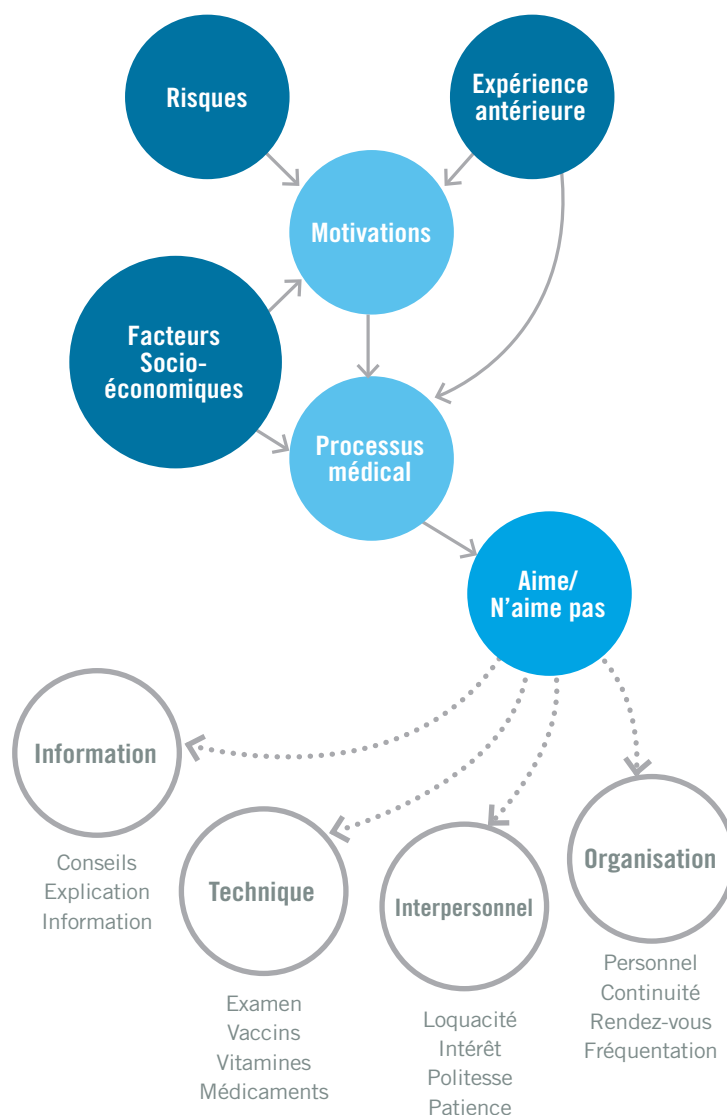 Risques
Expérience
antérieure
Motivations
Facteurs
Socio-
économiques
Processus
médical
Aime/
N'aime pas
Information
Conseils
Explication
Information
Technique
Examen
Vaccins
Vitamines
Médicaments
Interpersonnel
Loquacité
Intérêt
Politesse
Patience
Organisation
Personnel
Continuité
Rendez-vous
Fréquentation